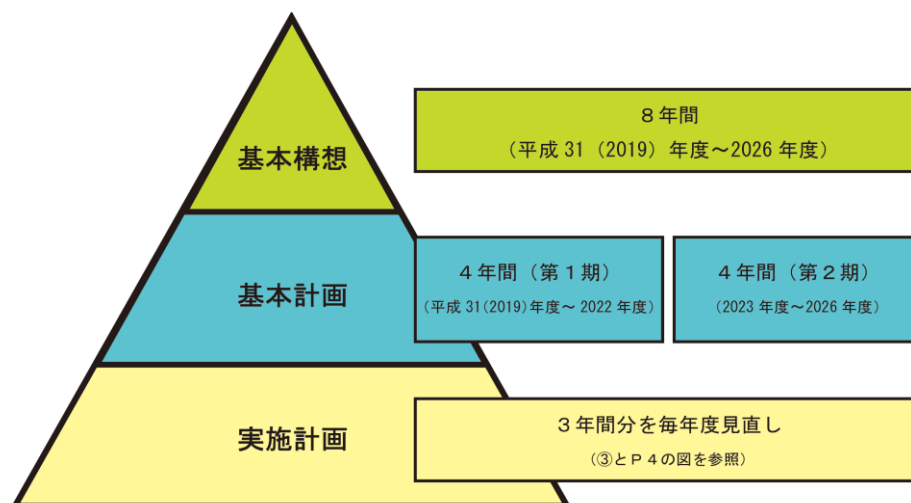 基本構想
８年間
（平成 31（2019）年度～2026 年度）
基本計画
４年間（第１期）
（平成 31(2019)年度～ 2022 年度）
４年間（第２期）
（2023 年度～2026 年度）
実施計画
３年間分を毎年度見直し
（③とＰ４の図を参照）